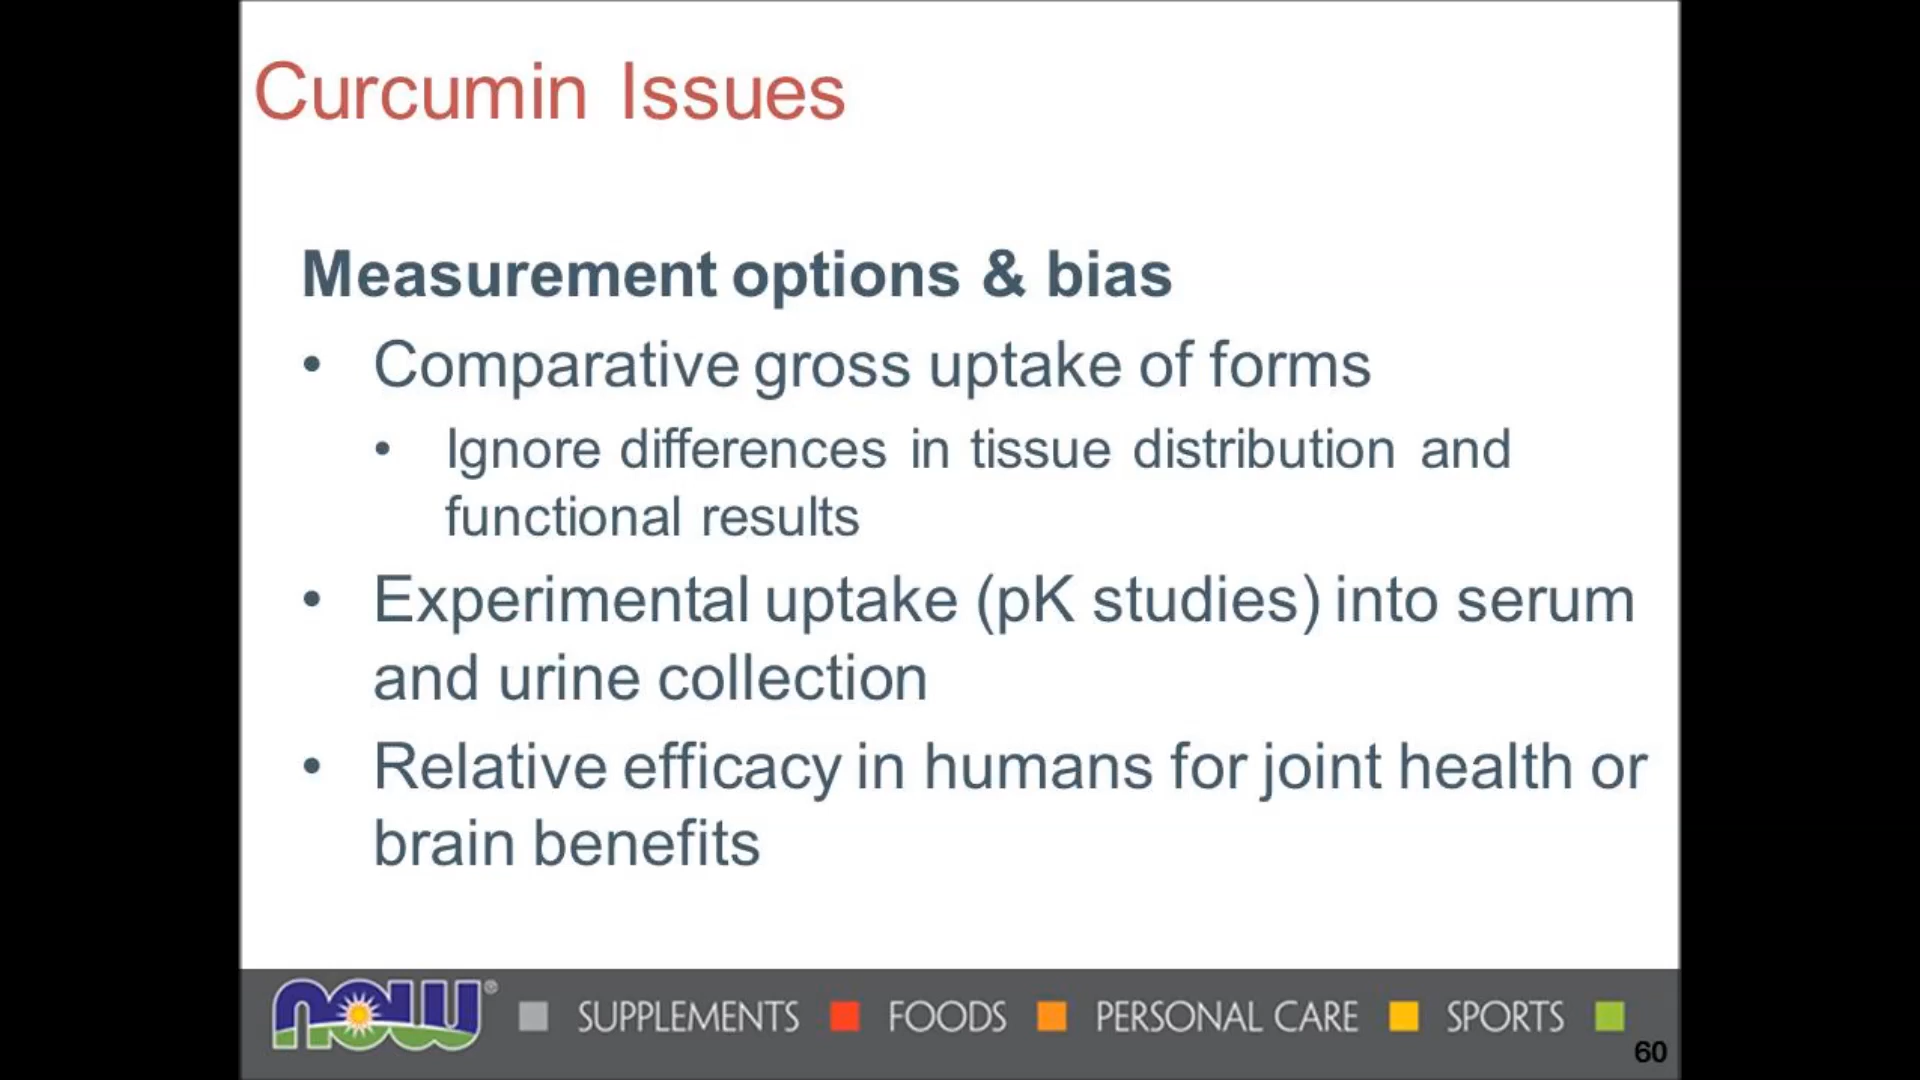 Curcumin Issues
Measurement options & bias
• Comparative gross uptake of forms
• Ignore differences in tissue distribution and
functional results
• Experimental uptake (pK studies) into serum
and urine collection
• Relative efficacy in humans for joint health or
brain benefits
NOW® SUPPLEMENTS FOODS PERSONAL CARE SPORTS
60